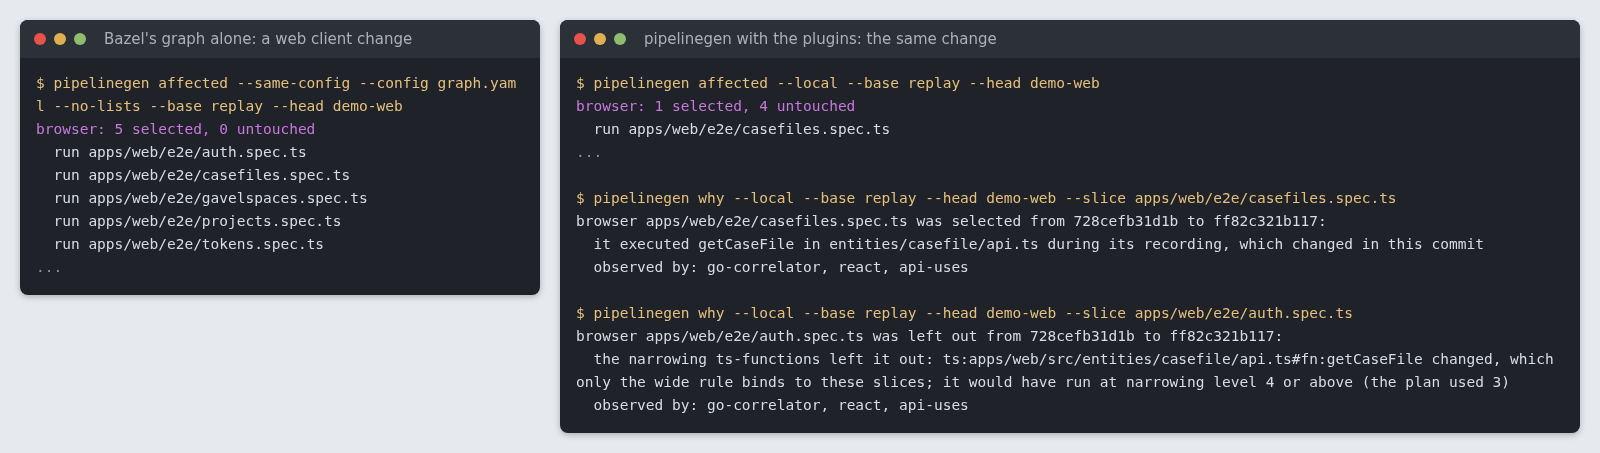 Bazel's graph alone: a web client change
$ pipelinegen affected --same-config --config graph.yam
l --no-lists --base replay --head demo-web
browser: 5 selected, 0 untouched
  run apps/web/e2e/auth.spec.ts
  run apps/web/e2e/casefiles.spec.ts
  run apps/web/e2e/gavelspaces.spec.ts
  run apps/web/e2e/projects.spec.ts
  run apps/web/e2e/tokens.spec.ts
...
pipelinegen with the plugins: the same change
$ pipelinegen affected --local --base replay --head demo-web
browser: 1 selected, 4 untouched
  run apps/web/e2e/casefiles.spec.ts
...
$ pipelinegen why --local --base replay --head demo-web --slice apps/web/e2e/casefiles.spec.ts
browser apps/web/e2e/casefiles.spec.ts was selected from 728cefb31d1b to ff82c321b117:
  it executed getCaseFile in entities/casefile/api.ts during its recording, which changed in this commit
  observed by: go-correlator, react, api-uses
$ pipelinegen why --local --base replay --head demo-web --slice apps/web/e2e/auth.spec.ts
browser apps/web/e2e/auth.spec.ts was left out from 728cefb31d1b to ff82c321b117:
  the narrowing ts-functions left it out: ts:apps/web/src/entities/casefile/api.ts#fn:getCaseFile changed, which
only the wide rule binds to these slices; it would have run at narrowing level 4 or above (the plan used 3)
  observed by: go-correlator, react, api-uses